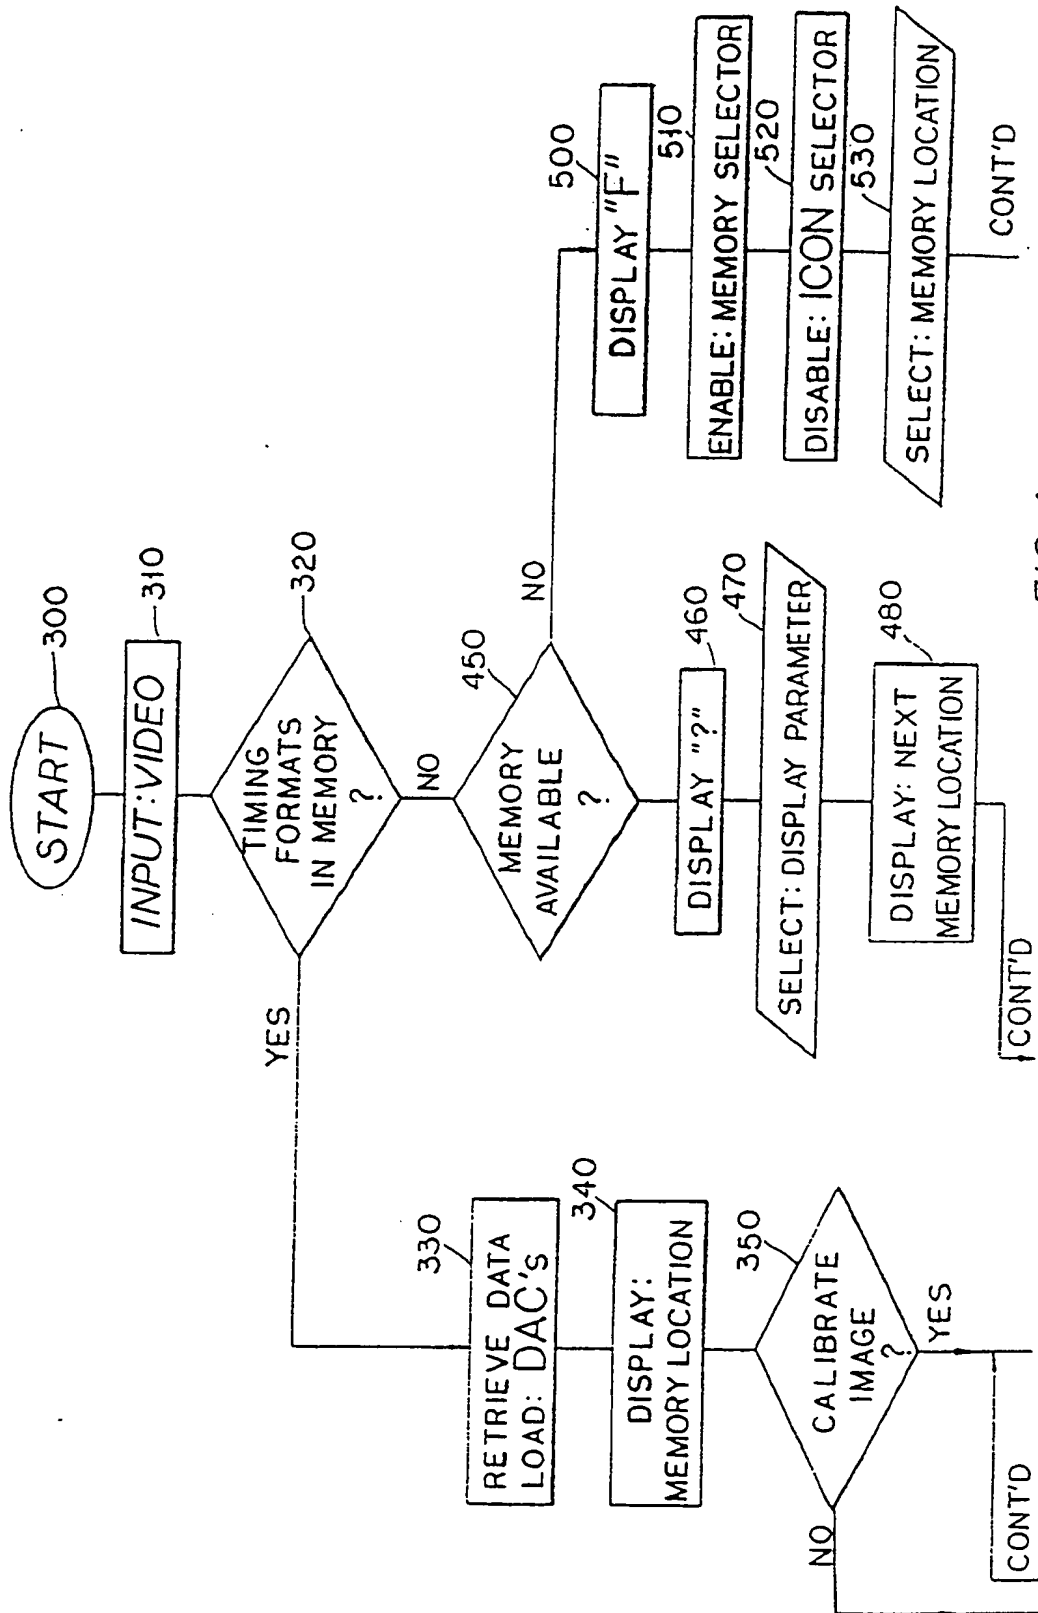 START
300
INPUT:VIDEO
310
TIMING
FORMATS
IN MEMORY
?
320
YES
NO
RETRIEVE DATA
LOAD: DAC's
330
DISPLAY:
MEMORY LOCATION
340
CALIBRATE
IMAGE
?
350
NO
YES
CONT'D
MEMORY
AVAILABLE
?
450
NO
DISPLAY "?"
460
SELECT: DISPLAY PARAMETER
470
DISPLAY: NEXT
MEMORY LOCATION
480
CONT'D
DISPLAY "F"
500
ENABLE: MEMORY SELECTOR
510
DISABLE: ICON SELECTOR
520
SELECT: MEMORY LOCATION
530
CONT'D